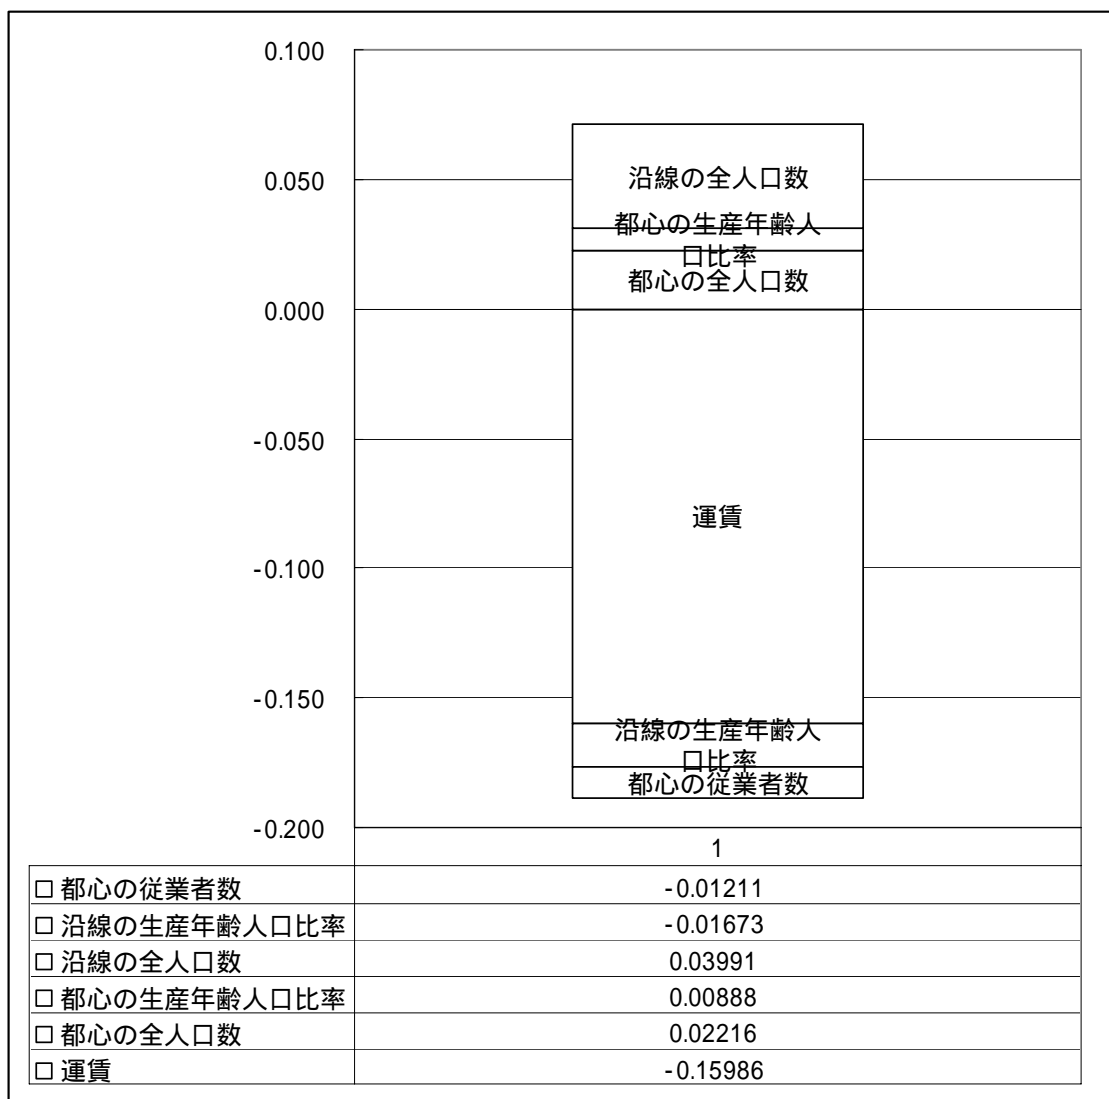 0.100
0.050
0.000
-0.050
-0.100
-0.150
-0.200
沿線の全人口数
都心の生産年齢人
口比率
都心の全人口数
運賃
沿線の生産年齢人
口比率
都心の従業者数
1
都心の従業者数 -0.01211
沿線の生産年齢人口比率 -0.01673
沿線の全人口数 0.03991
都心の生産年齢人口比率 0.00888
都心の全人口数 0.02216
運賃 -0.15986